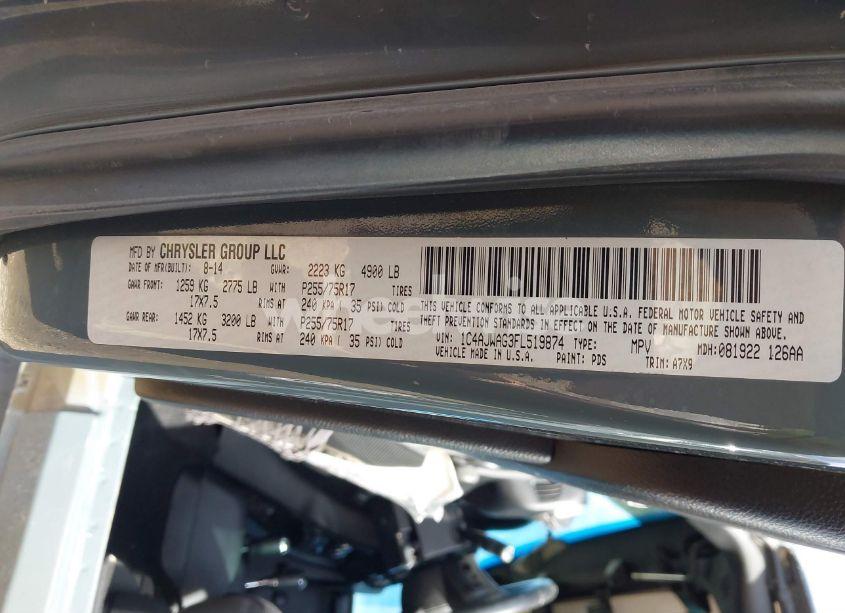 MFD BY CHRYSLER GROUP LLC
DATE OF MFR(BUILT): 8-14 GVWR: 2223 KG 4900 LB
GAWR FRONT: 1259 KG 2775 LB WITH P255/75R17 TIRES
17X7.5 RIMS AT 240 KPA( 35 PSI) COLD
GAWR REAR: 1452 KG 3200 LB WITH P255/75R17 TIRES
17X7.5 RIMS AT 240 KPA( 35 PSI) COLD
THIS VEHICLE CONFORMS TO ALL APPLICABLE U.S.A. FEDERAL MOTOR VEHICLE SAFETY AND
THEFT PREVENTION STANDARDS IN EFFECT ON THE DATE OF MANUFACTURE SHOWN ABOVE.
VIN: 1C4AJWAG3FL519874 TYPE: MPV MDH: 081922 126AA
VEHICLE MADE IN U.S.A. PAINT: PDS TRIM: A7X9